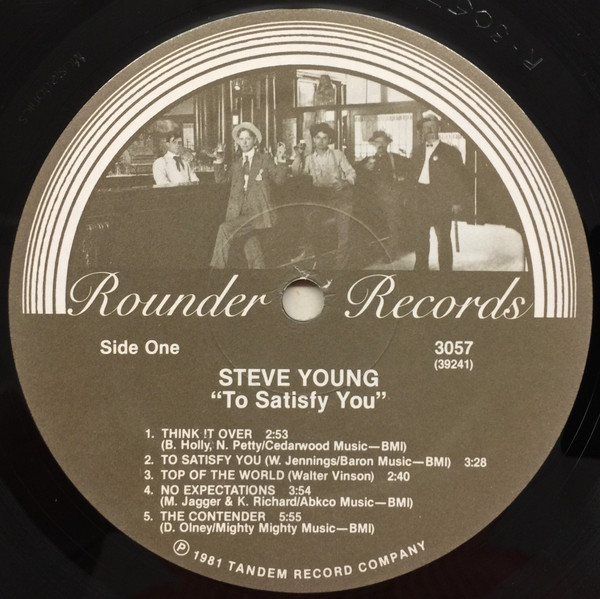 Rounder Records
Side One
3057
(39241)
STEVE YOUNG
“To Satisfy You”
1. THINK IT OVER 2:53
(B. Holly, N. Petty/Cedarwood Music—BMI)
2. TO SATISFY YOU (W. Jennings/Baron Music—BMI) 3:28
3. TOP OF THE WORLD (Walter Vinson) 2:40
4. NO EXPECTATIONS 3:54
(M. Jagger & K. Richard/Abkco Music—BMI)
5. THE CONTENDER 5:55
(D. Olney/Mighty Mighty Music—BMI)
℗ 1981 TANDEM RECORD COMPANY